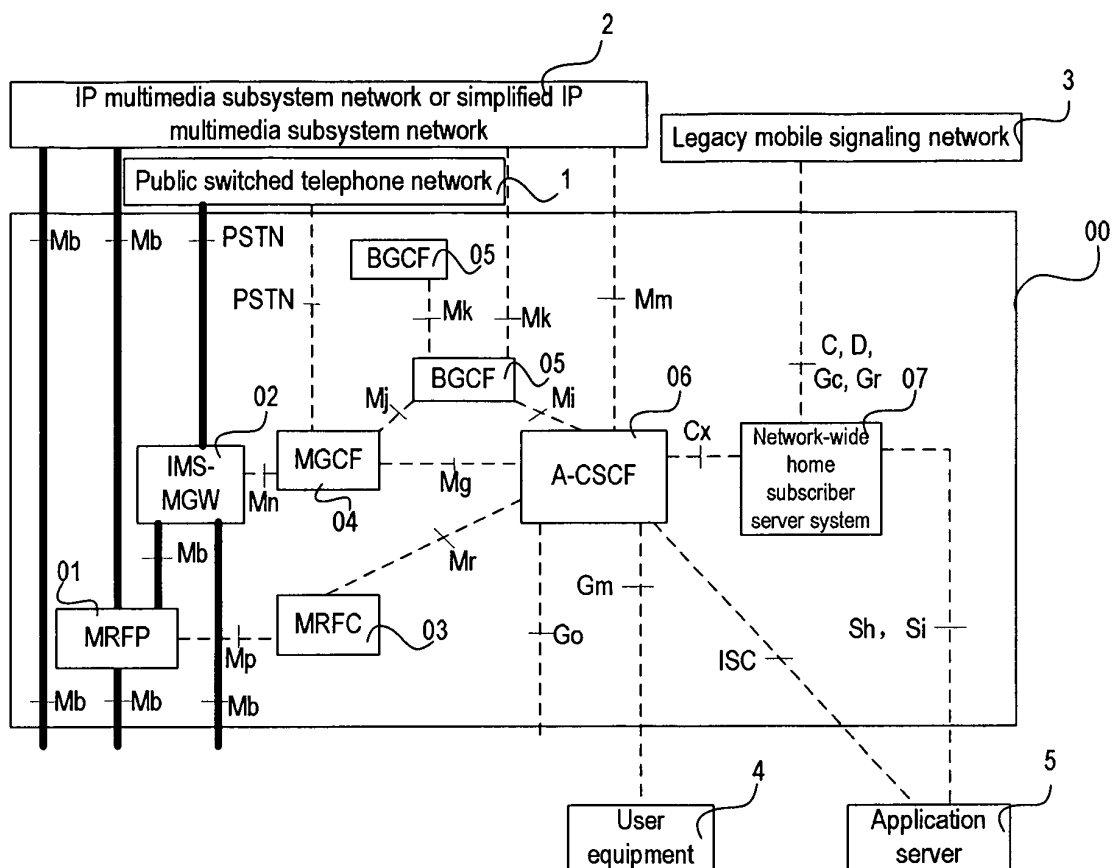 2
IP multimedia subsystem network or simplified IP
multimedia subsystem network
3
Legacy mobile signaling network
Public switched telephone network
1
00
Mb
Mb
PSTN
BGCF
05
PSTN
Mk
Mk
Mm
C, D,
Gc, Gr
BGCF
05
06
07
02
Mj
Mi
Cx
IMS-
MGW
Mn
MGCF
04
Mg
A-CSCF
Network-wide
home
subscriber
server system
Mb
Mr
01
Gm
MRFP
Mp
MRFC
03
Go
ISC
Sh, Si
Mb
Mb
Mb
4
5
User
equipment
Application
server